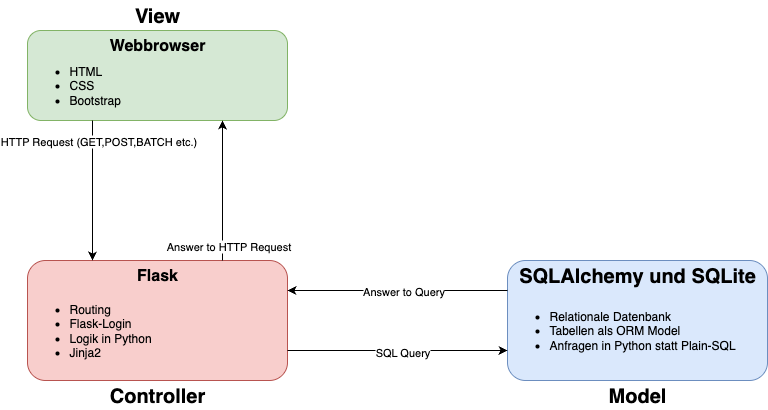 View
Webbrowser
• HTML
• CSS
• Bootstrap
HTTP Request (GET,POST,BATCH etc.)
Answer to HTTP Request
Flask
• Routing
• Flask-Login
• Logik in Python
• Jinja2
Controller
Answer to Query
SQL Query
SQLAlchemy und SQLite
• Relationale Datenbank
• Tabellen als ORM Model
• Anfragen in Python statt Plain-SQL
Model